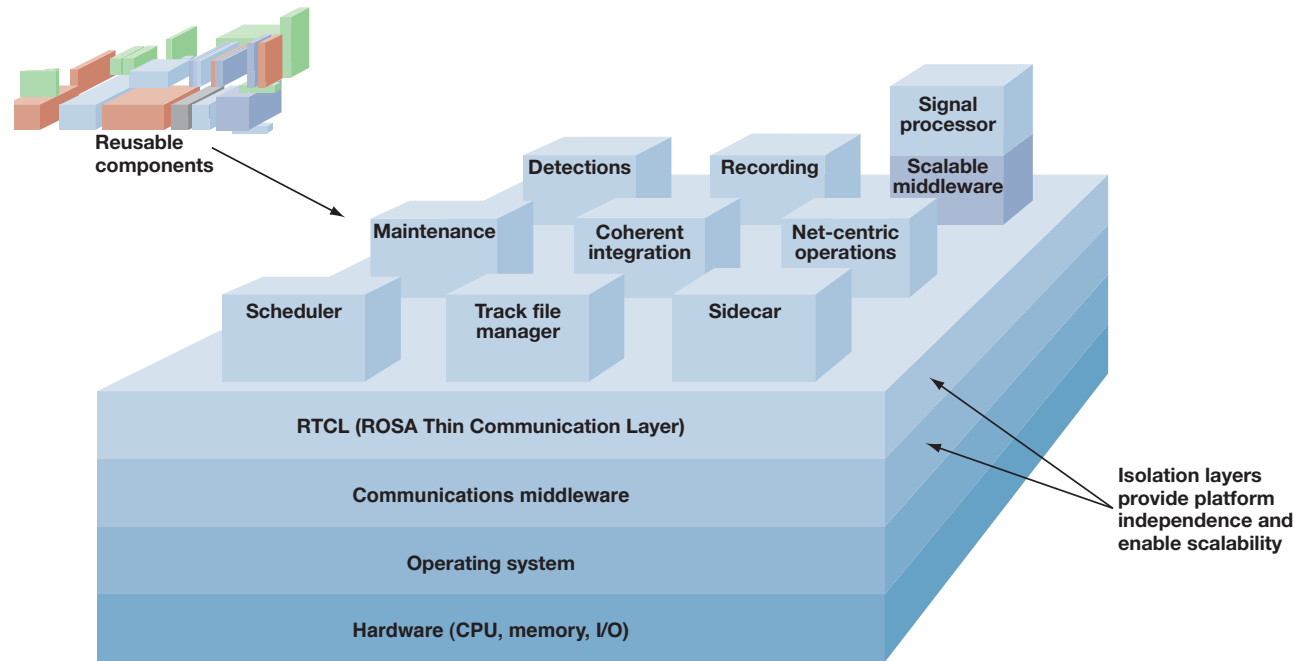 Reusable
components
Signal
processor
Scalable
middleware
Detections
Recording
Maintenance
Coherent
integration
Net-centric
operations
Scheduler
Track file
manager
Sidecar
RTCL (ROSA Thin Communication Layer)
Communications middleware
Operating system
Hardware (CPU, memory, I/O)
Isolation layers
provide platform
independence and
enable scalability